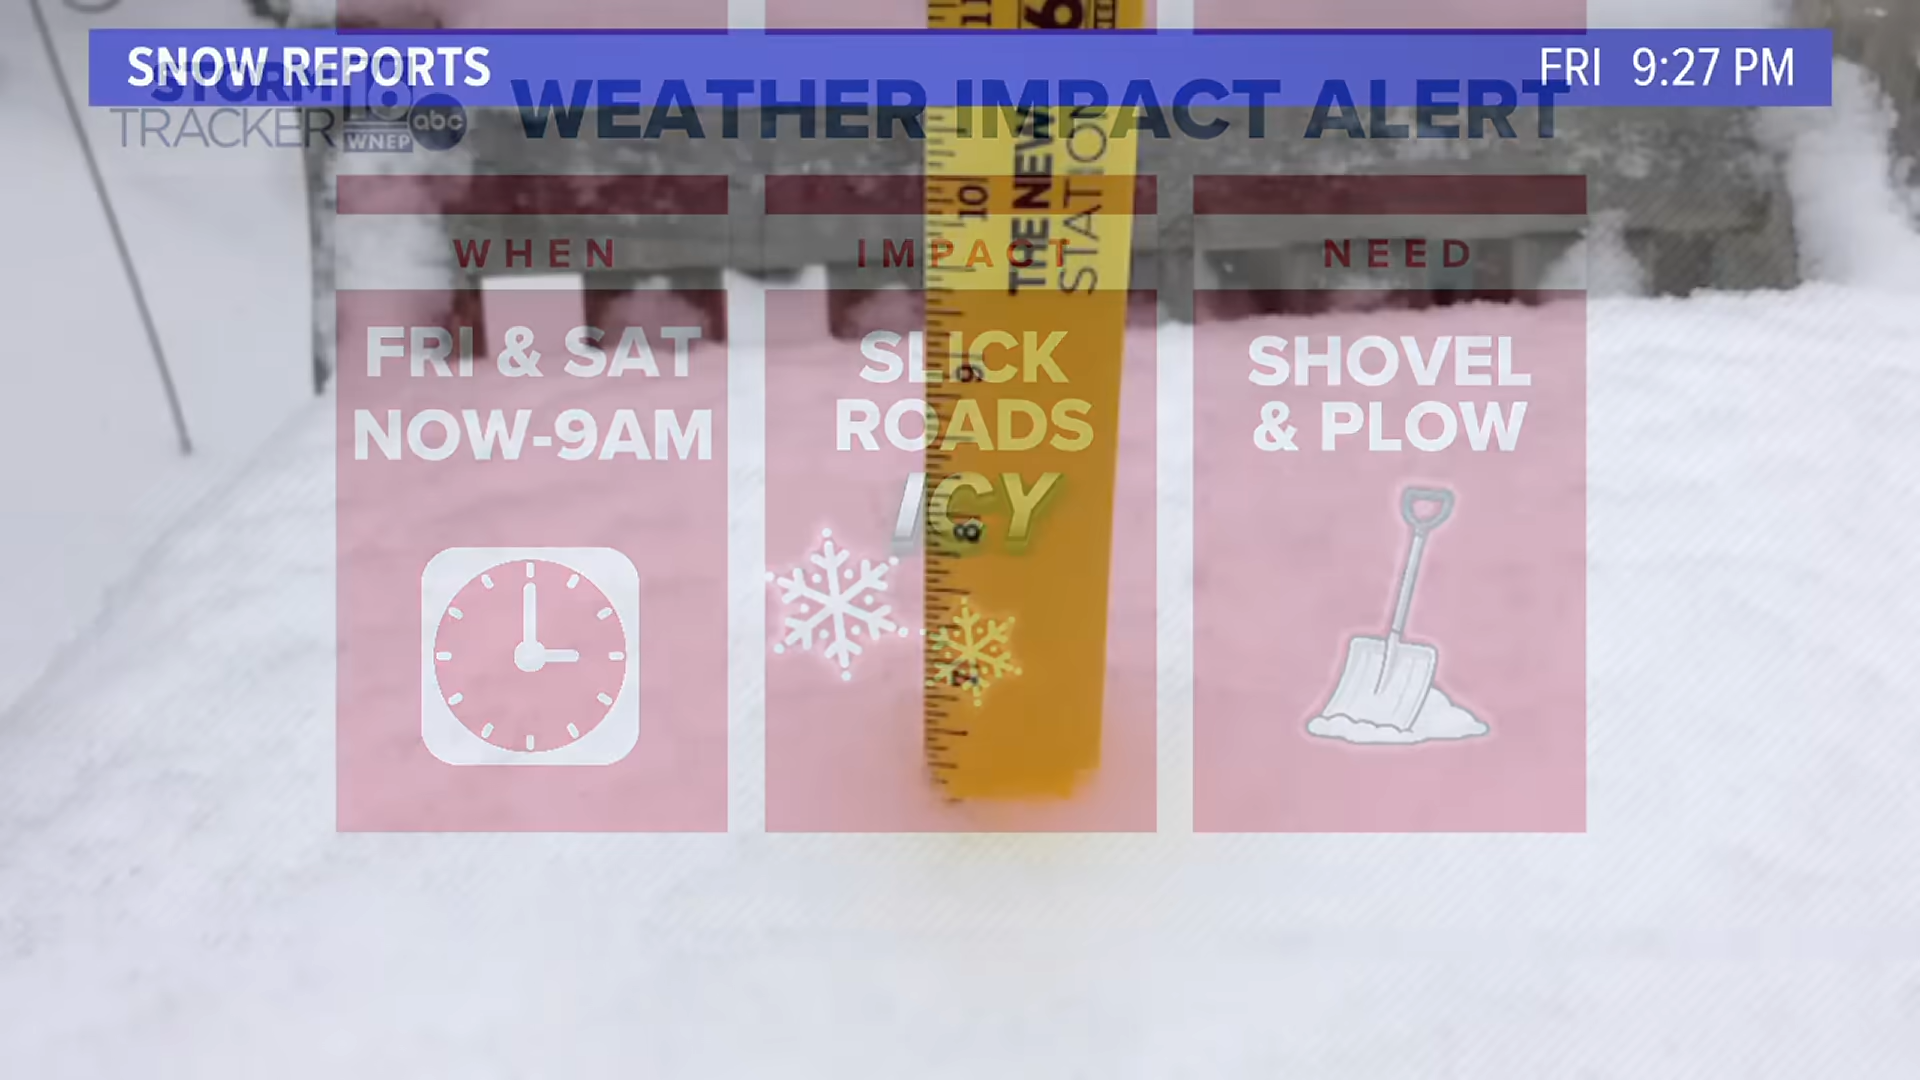 SNOW REPORTS
FRI 9:27 PM
STORM
TRACKER 16
WNEP
abc
WEATHER IMPACT ALERT
WHEN
FRI & SAT
NOW-9AM
IMPACT
SLICK
ROADS
ICY
NEED
SHOVEL
& PLOW
11
10
9
8
7
THE NEWS
STATION